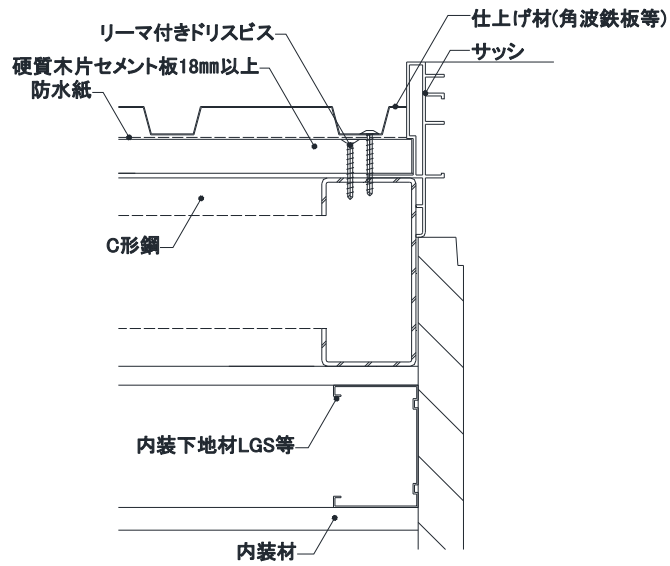 仕上げ材(角波鉄板等)
リーマ付きドリスビス
サッシ
硬質木片セメント板18mm以上
防水紙
C形鋼
内装下地材LGS等
内装材